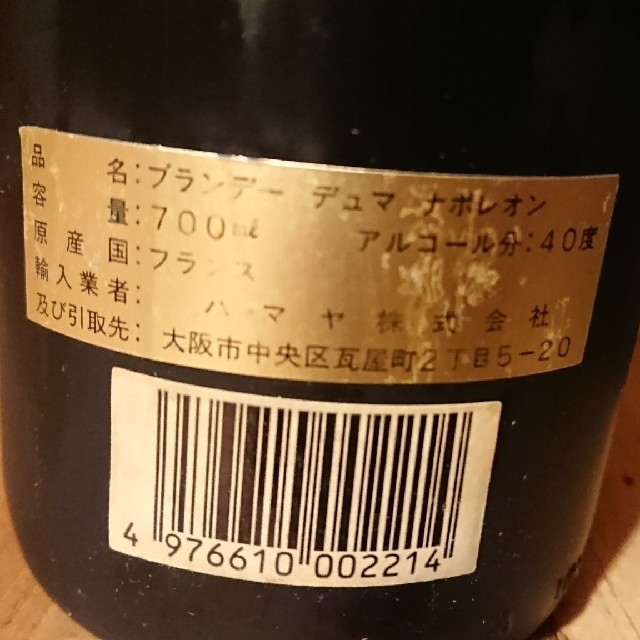 品名：ブランデー デュマ ナポレオン
容量：700ml アルコール分：40度
原産国：フランス
輸入業者： ハマヤ株式会社
及び引取先： 大阪市中央区瓦屋町2丁目5-20
4 976610 002214